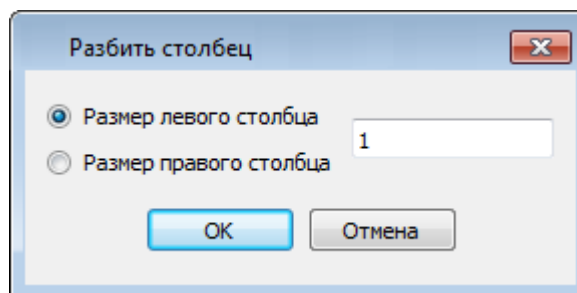 Разбить столбец
Размер левого столбца
1
Размер правого столбца
OK
Отмена